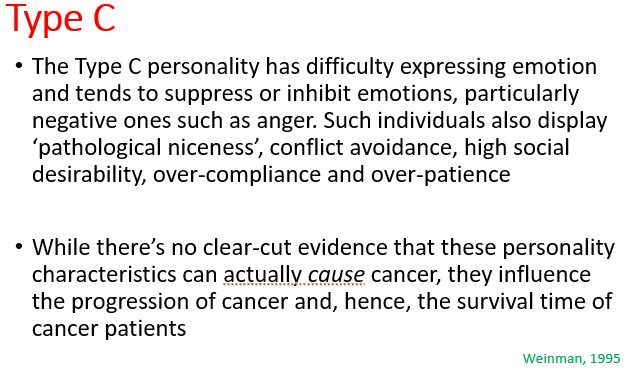 Type C
• The Type C personality has difficulty expressing emotion
and tends to suppress or inhibit emotions, particularly
negative ones such as anger. Such individuals also display
‘pathological niceness’, conflict avoidance, high social
desirability, over-compliance and over-patience
• While there’s no clear-cut evidence that these personality
characteristics can actually cause cancer, they influence
the progression of cancer and, hence, the survival time of
cancer patients
Weinman, 1995